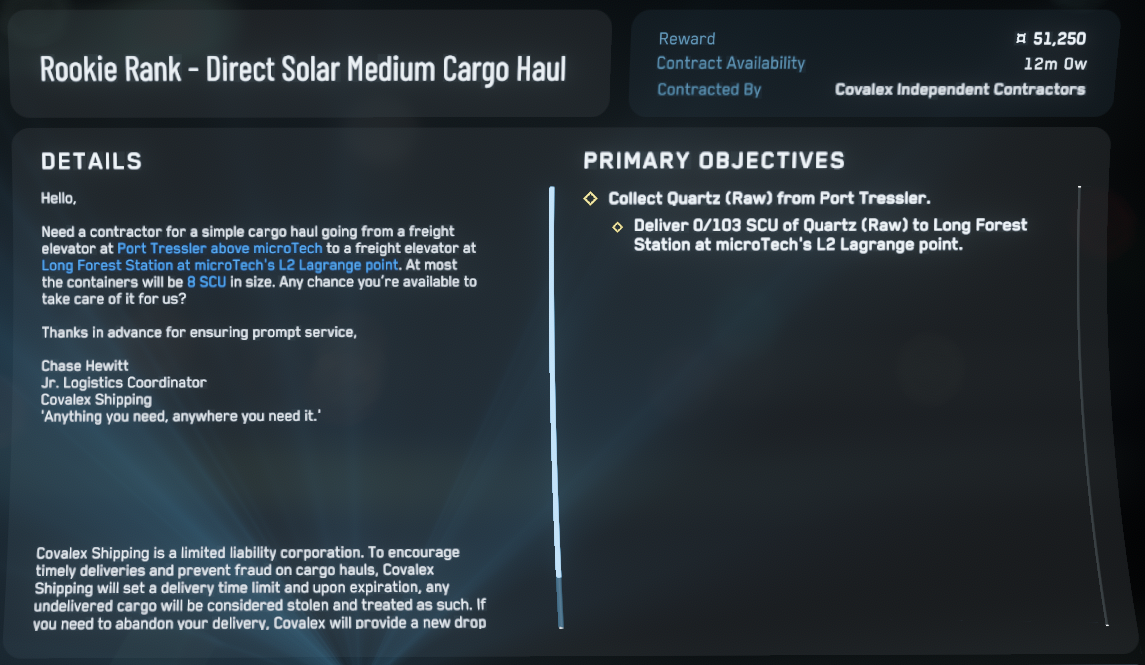 Rookie Rank - Direct Solar Medium Cargo Haul
Reward ¤ 51,250
Contract Availability 12m 0w
Contracted By Covalex Independent Contractors
DETAILS
Hello,
Need a contractor for a simple cargo haul going from a freight
elevator at Port Tressler above microTech to a freight elevator at
Long Forest Station at microTech's L2 Lagrange point. At most
the containers will be 8 SCU in size. Any chance you're available to
take care of it for us?
Thanks in advance for ensuring prompt service,
Chase Hewitt
Jr. Logistics Coordinator
Covalex Shipping
'Anything you need, anywhere you need it.'
Covalex Shipping is a limited liability corporation. To encourage
timely deliveries and prevent fraud on cargo hauls, Covalex
Shipping will set a delivery time limit and upon expiration, any
undelivered cargo will be considered stolen and treated as such. If
you need to abandon your delivery, Covalex will provide a new drop
PRIMARY OBJECTIVES
Collect Quartz (Raw) from Port Tressler.
Deliver 0/103 SCU of Quartz (Raw) to Long Forest
Station at microTech's L2 Lagrange point.